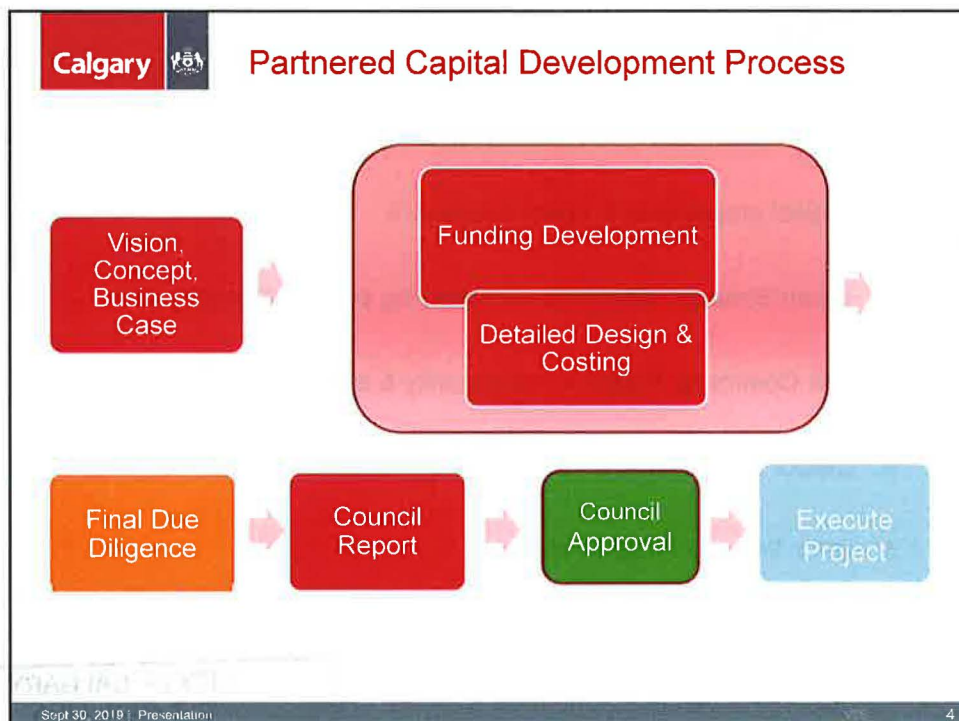 Calgary
Partnered Capital Development Process
Vision,
Concept,
Business
Case
Funding Development
Detailed Design &
Costing
Final Due
Diligence
Council
Report
Council
Approval
Execute
Project
Sept 30, 2019 | Presentation
4